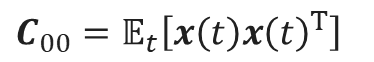 𝑪₀₀ = 𝔼ₜ[𝒙(𝑡)𝒙(𝑡)ᵀ]